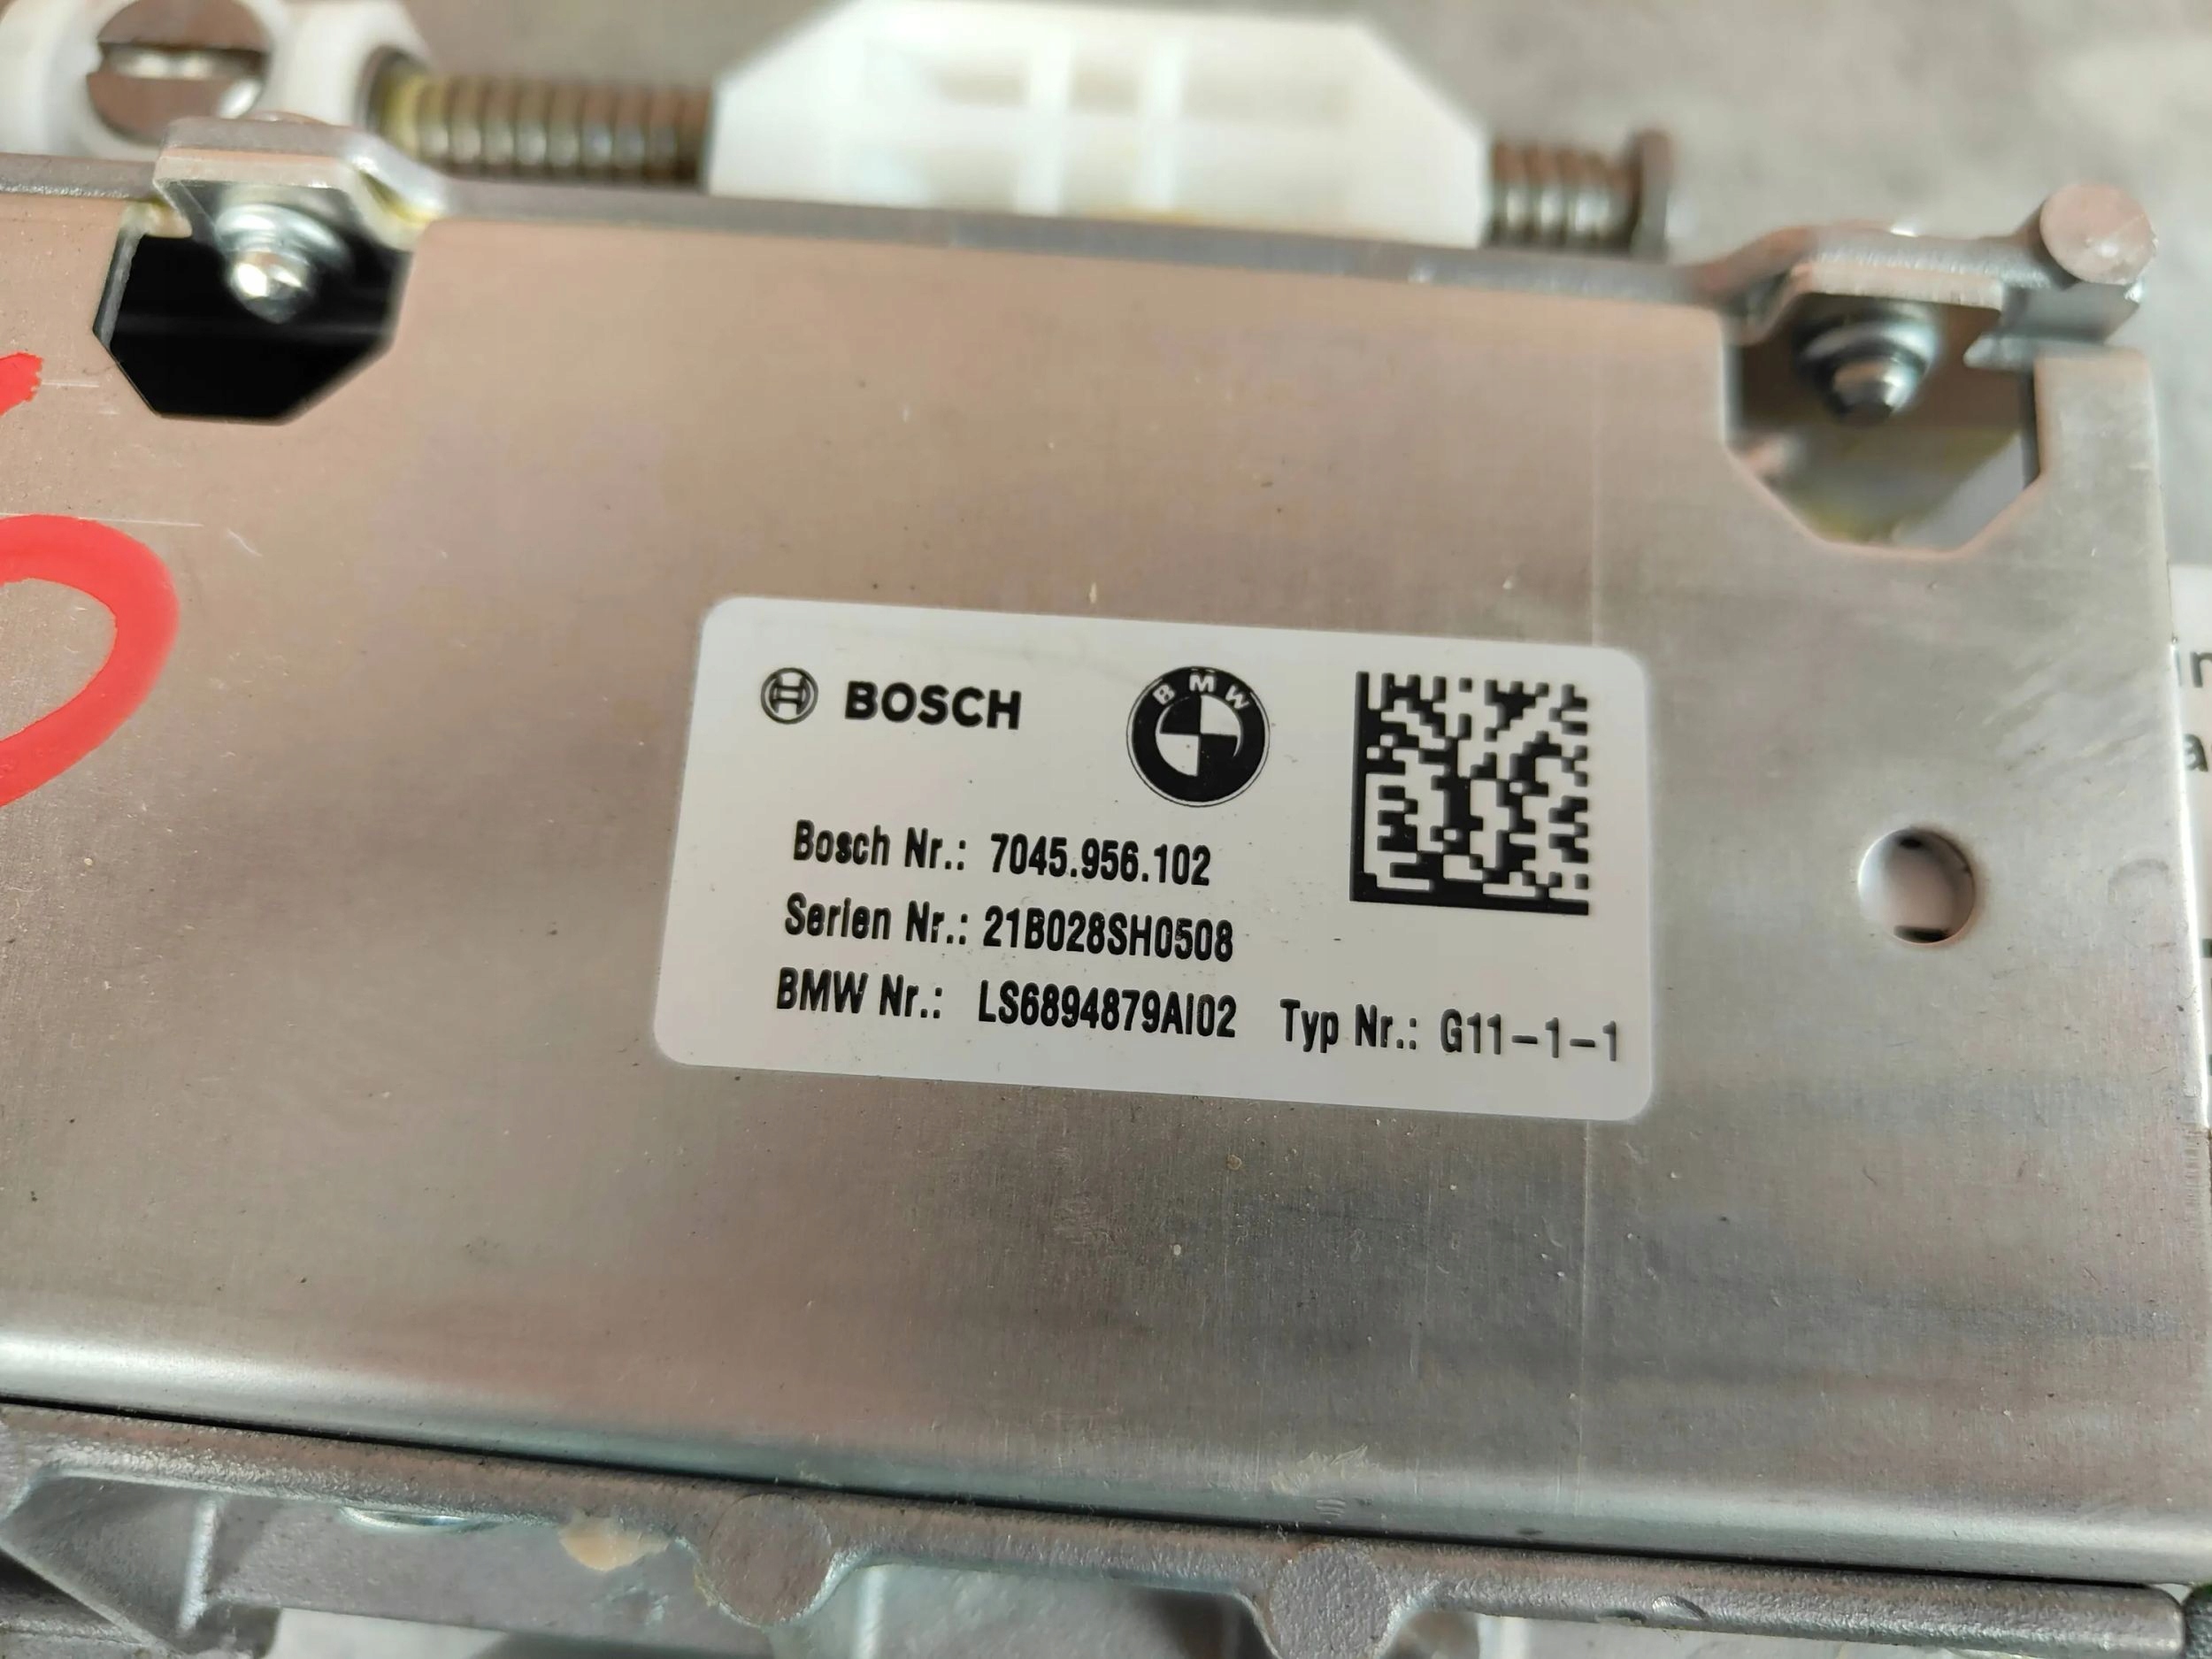 BOSCH
BMW
Bosch Nr.: 7045.956.102
Serien Nr.: 21B028SH0508
BMW Nr.: LS6894879AI02 Typ Nr.: G11-1-1